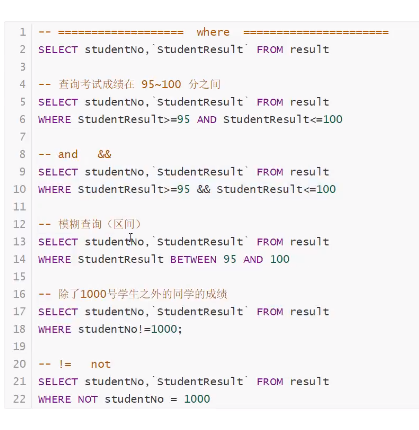 1 -- =================== where ======================
2 SELECT studentNo,`StudentResult` FROM result
3
4 -- 查询考试成绩在 95~100 分之间
5 SELECT studentNo,`StudentResult` FROM result
6 WHERE StudentResult>=95 AND StudentResult<=100
7
8 -- and   &&
9 SELECT studentNo,`StudentResult` FROM result
10 WHERE StudentResult>=95 && StudentResult<=100
11
12 -- 模糊查询（区间）
13 SELECT studentNo,`StudentResult` FROM result
14 WHERE StudentResult BETWEEN 95 AND 100
15
16 -- 除了1000号学生之外的同学的成绩
17 SELECT studentNo,`StudentResult` FROM result
18 WHERE studentNo!=1000;
19
20 -- !=   not
21 SELECT studentNo,`StudentResult` FROM result
22 WHERE NOT studentNo = 1000